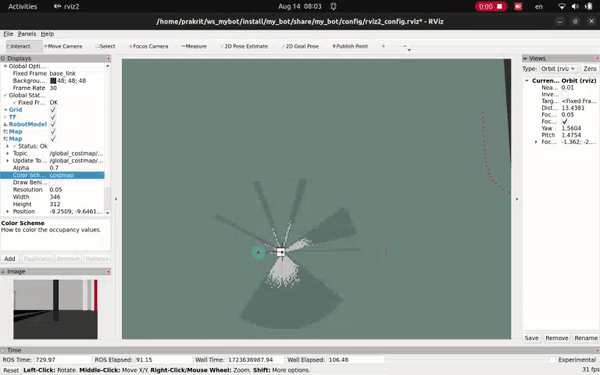 Activities rviz2 Aug 14 08:03 0:00 en
/home/prakrit/ws_mybot/install/my_bot/share/my_bot/config/rviz2_config.rviz* - RViz
File Panels Help
Interact Move Camera Select Focus Camera Measure 2D Pose Estimate 2D Goal Pose Publish Point
Displays
Global Opti...
Fixed Frame base_link
Backgrou... 48; 48; 48
Frame Rate 30
Global Stat...
Fixed Fr... OK
Grid
TF
RobotModel
Map
Map
Status: Ok
Topic /global_costmap/...
Update To... /global_costmap/...
Alpha 0.7
Color Sch... costmap
Draw Behi...
Resolution 0.05
Width 346
Height 312
Position -9.2509; -9.6461...
Color Scheme
How to color the occupancy values.
Add Duplicate Remove Rename
Image
Views
Type: Orbit (rviz) Zero
Curren... Orbit (rviz)
Near ... 0.01
Inve...
Targ... <Fixed Fra...
Dist... 13.4381
Foc... 0.05
Foc...
Yaw 1.5604
Pitch 1.4754
Foc... -1.362; -2....
Save Remove Rename
Time
ROS Time: 729.97 ROS Elapsed: 91.15 Wall Time: 1723636987.94 Wall Elapsed: 106.48 Experimental
Reset Left-Click: Rotate. Middle-Click: Move X/Y. Right-Click/Mouse Wheel: Zoom. Shift: More options. 31 fps